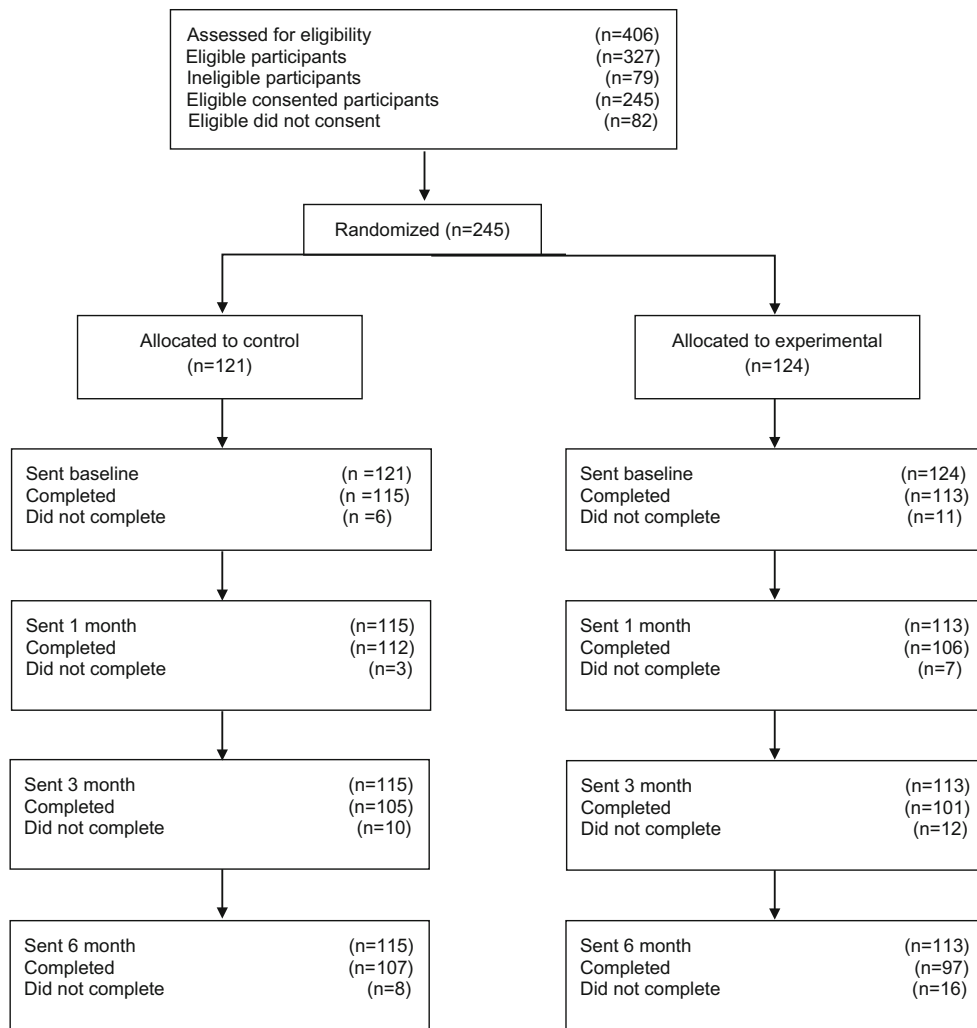 Assessed for eligibility (n=406)
Eligible participants (n=327)
Ineligible participants (n=79)
Eligible consented participants (n=245)
Eligible did not consent (n=82)
Randomized (n=245)
Allocated to control
(n=121)
Allocated to experimental
(n=124)
Sent baseline (n =121)
Completed (n =115)
Did not complete (n =6)
Sent baseline (n=124)
Completed (n=113)
Did not complete (n=11)
Sent 1 month (n=115)
Completed (n=112)
Did not complete (n=3)
Sent 1 month (n=113)
Completed (n=106)
Did not complete (n=7)
Sent 3 month (n=115)
Completed (n=105)
Did not complete (n=10)
Sent 3 month (n=113)
Completed (n=101)
Did not complete (n=12)
Sent 6 month (n=115)
Completed (n=107)
Did not complete (n=8)
Sent 6 month (n=113)
Completed (n=97)
Did not complete (n=16)